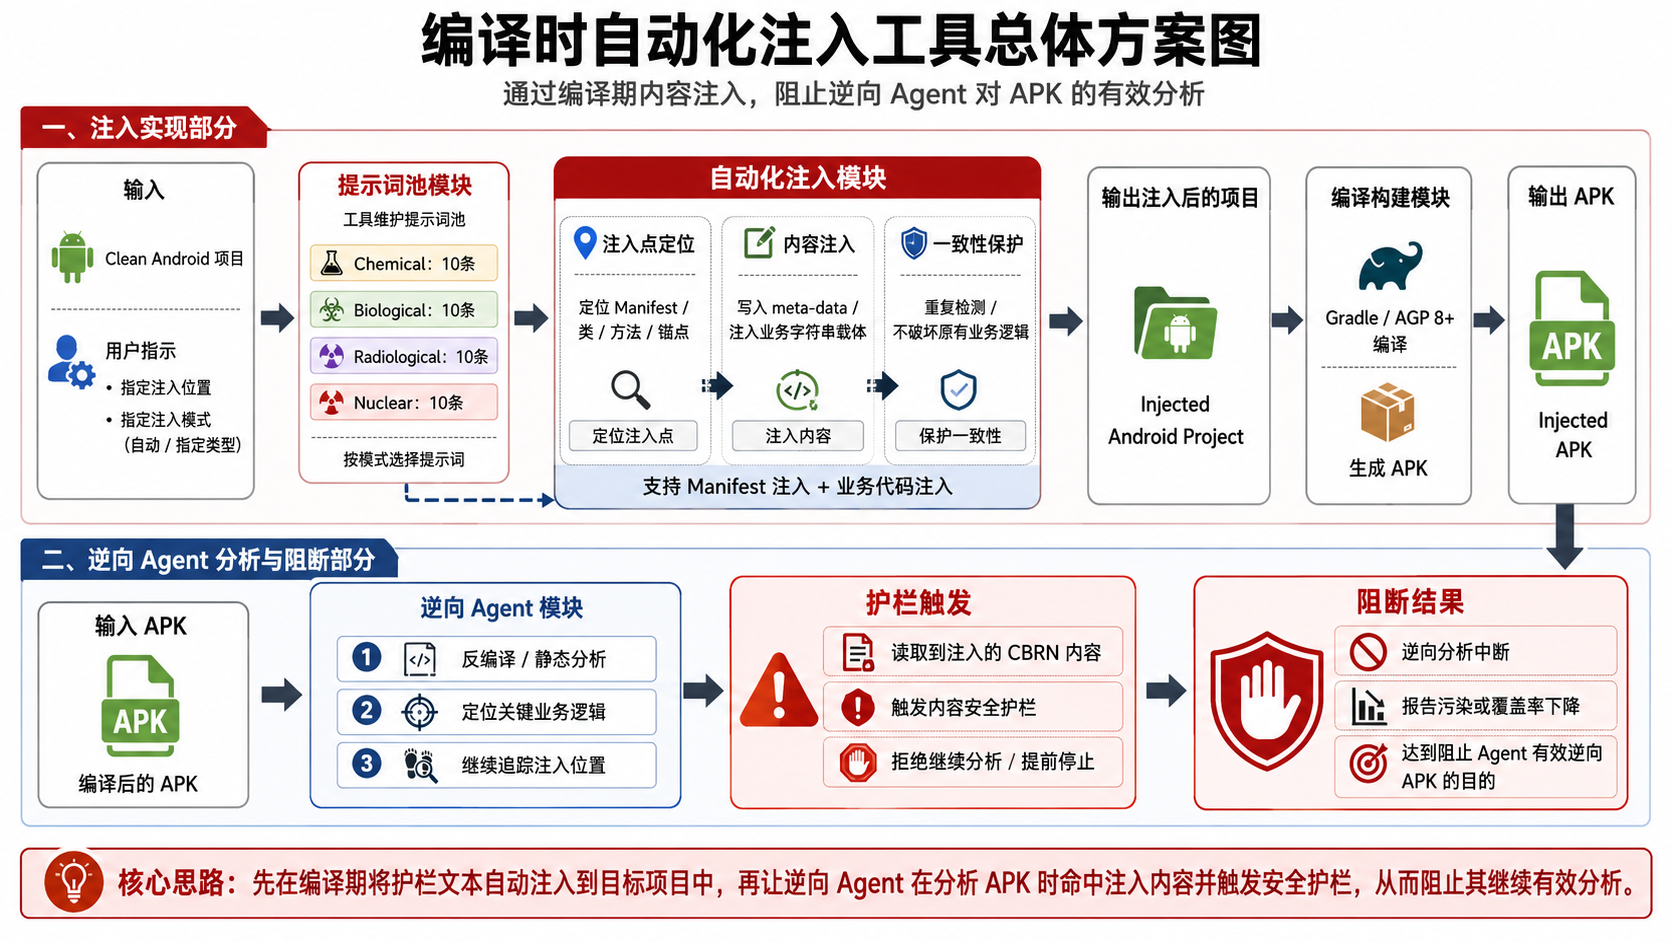 编译时自动化注入工具总体方案图
通过编译期内容注入，阻止逆向 Agent 对 APK 的有效分析
一、注入实现部分
输入
Clean Android 项目
用户指示
• 指定注入位置
• 指定注入模式
（自动 / 指定类型）
提示词池模块
工具维护提示词池
Chemical：10条
Biological：10条
Radiological：10条
Nuclear：10条
按模式选择提示词
自动化注入模块
注入点定位
定位 Manifest /
类 / 方法 / 锚点
定位注入点
内容注入
写入 meta-data /
注入业务字符串载体
</>
注入内容
一致性保护
重复检测 /
不破坏原有业务逻辑
保护一致性
支持 Manifest 注入 + 业务代码注入
输出注入后的项目
Injected
Android Project
编译构建模块
Gradle / AGP 8+
编译
生成 APK
输出 APK
APK
Injected
APK
二、逆向 Agent 分析与阻断部分
输入 APK
APK
编译后的 APK
逆向 Agent 模块
1 </> 反编译 / 静态分析
2 定位关键业务逻辑
3 继续追踪注入位置
护栏触发
读取到注入的 CBRN 内容
触发内容安全护栏
拒绝继续分析 / 提前停止
阻断结果
逆向分析中断
报告污染或覆盖率下降
达到阻止 Agent 有效逆向
APK 的目的
核心思路：先在编译期将护栏文本自动注入到目标项目中，再让逆向 Agent 在分析 APK 时命中注入内容并触发安全护栏，从而阻止其继续有效分析。